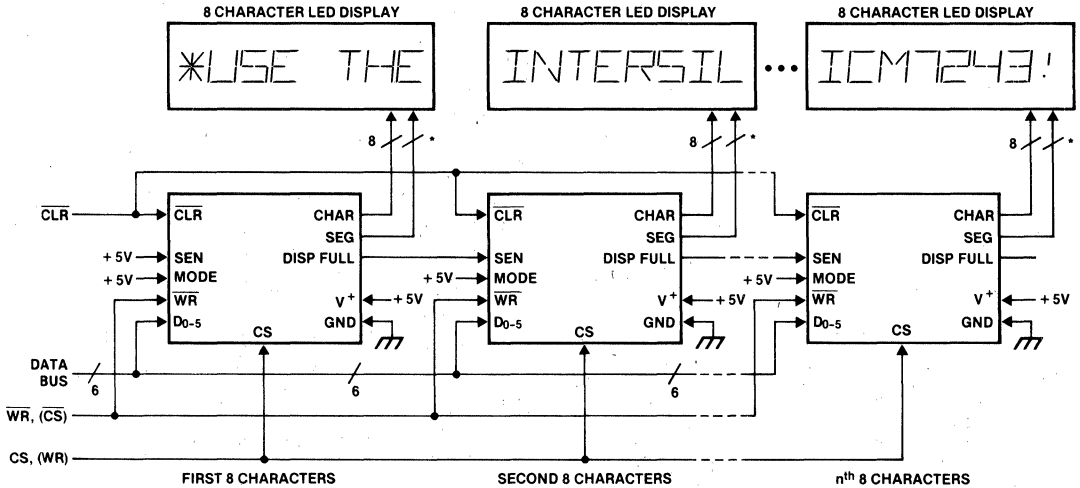 8 CHARACTER LED DISPLAY
8 CHARACTER LED DISPLAY
8 CHARACTER LED DISPLAY
*USE THE
INTERSIL
•••
ICM7243!
8
*
8
*
8
*
CLR
CLR
CHAR
SEG
+5V
SEN
DISP FULL
+5V
MODE
WR
V+
+5V
D0-5
GND
CS
CLR
CHAR
SEG
SEN
DISP FULL
+5V
MODE
WR
V+
+5V
D0-5
GND
CS
CLR
CHAR
SEG
SEN
DISP FULL
+5V
MODE
WR
V+
+5V
D0-5
GND
CS
DATA
BUS
6
6
6
WR, (CS)
CS, (WR)
FIRST 8 CHARACTERS
SECOND 8 CHARACTERS
nth 8 CHARACTERS